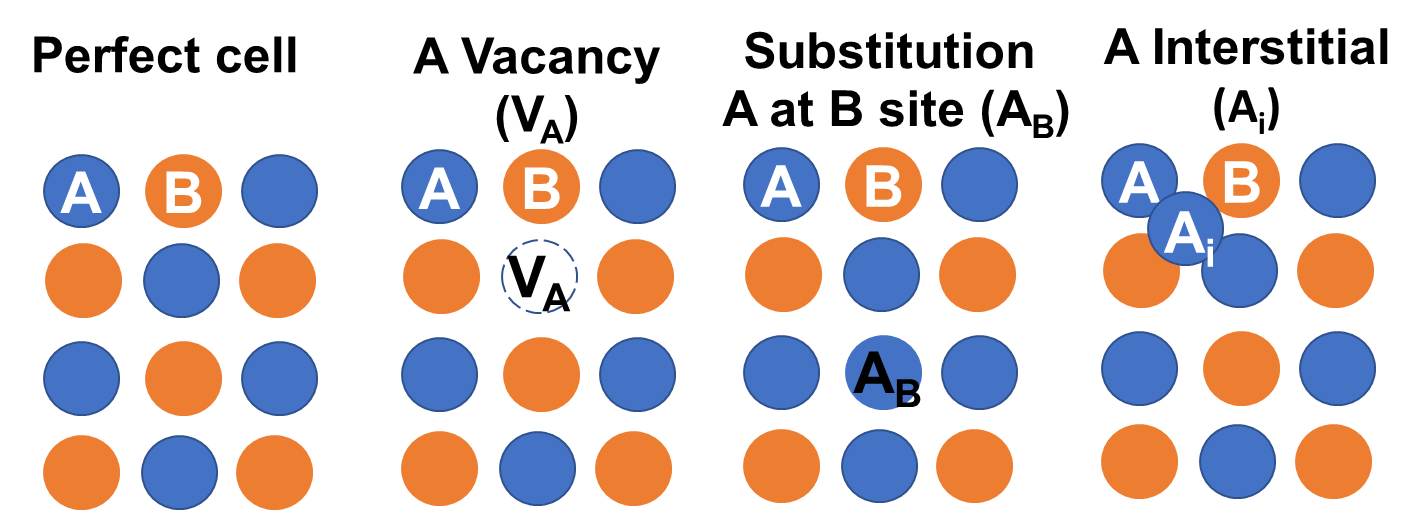 Perfect cell
A B
A Vacancy
(V_A)
A B
V_A
Substitution
A at B site (A_B)
A B
A_B
A Interstitial
(A_i)
A B
A_i